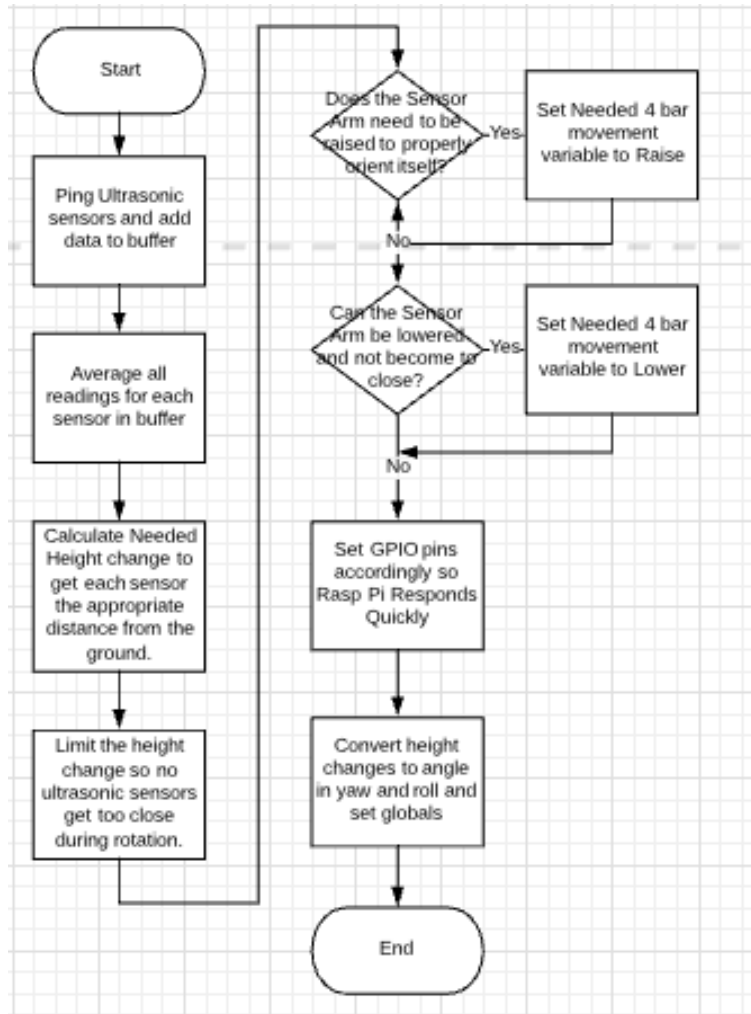 Start
Ping Ultrasonic
sensors and add
data to buffer
Average all
readings for each
sensor in buffer
Calculate Needed
Height change to
get each sensor
the appropriate
distance from the
ground.
Limit the height
change so no
ultrasonic sensors
get too close
during rotation.
Does the Sensor
Arm need to be
raised to properly
orient itself?
Yes
Set Needed 4 bar
movement
variable to Raise
No
Can the Sensor
Arm be lowered
and not become to
close?
Yes
Set Needed 4 bar
movement
variable to Lower
No
Set GPIO pins
accordingly so
Rasp Pi Responds
Quickly
Convert height
changes to angle
in yaw and roll and
set globals
End